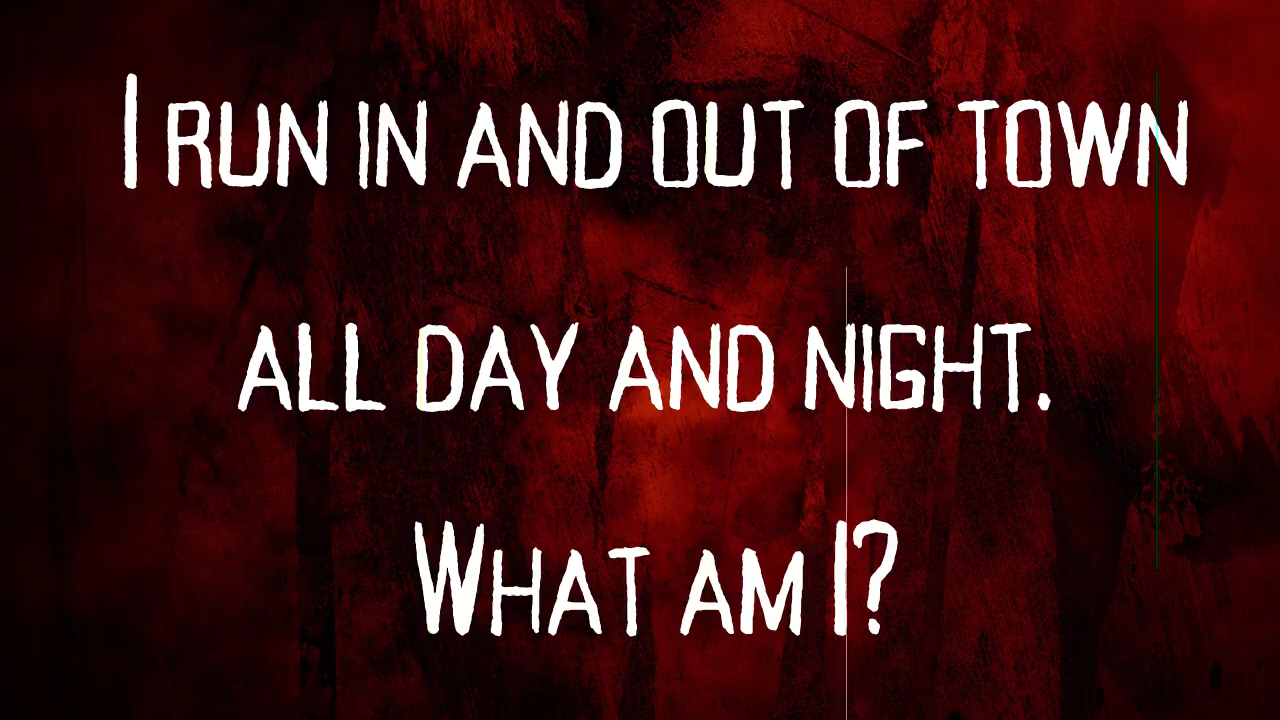 I RUN IN AND OUT OF TOWN
ALL DAY AND NIGHT.
WHAT AM I?